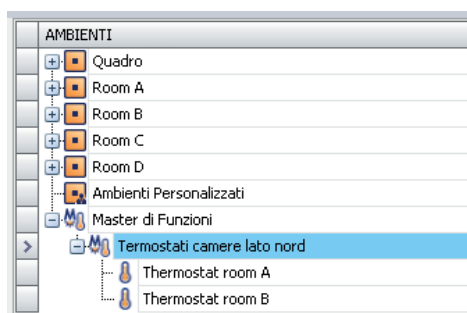 AMBIENTI
Quadro
Room A
Room B
Room C
Room D
Ambienti Personalizzati
Master di Funzioni
Termostati camere lato nord
Thermostat room A
Thermostat room B